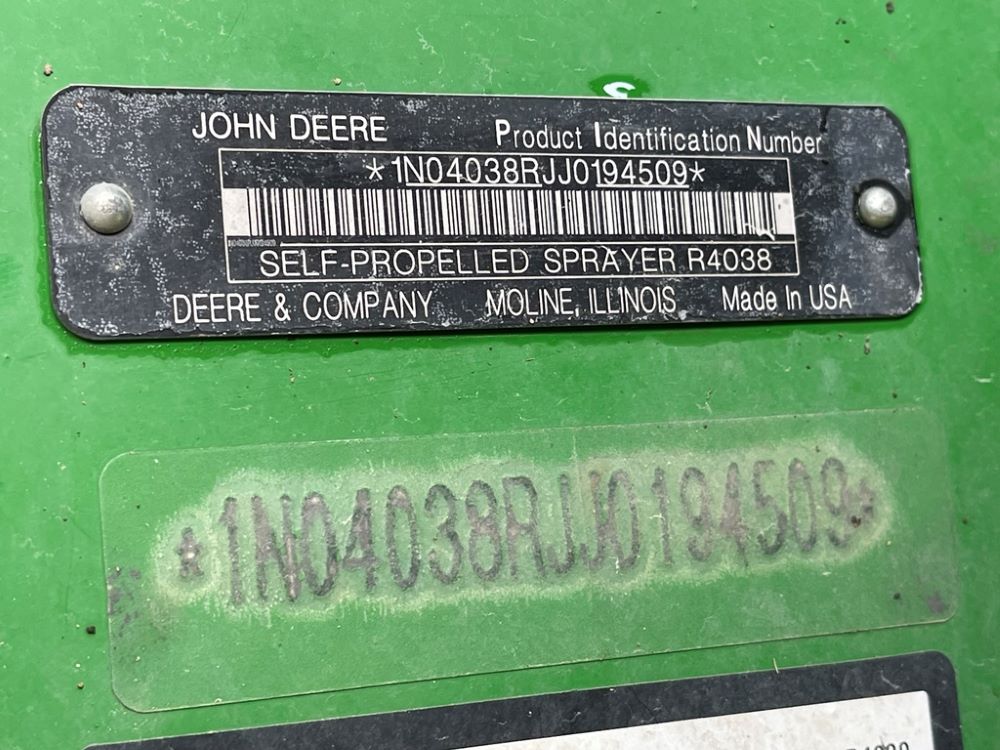 JOHN DEERE Product Identification Number
*1N04038RJJ0194509*
SELF-PROPELLED SPRAYER R4038
DEERE & COMPANY MOLINE, ILLINOIS Made In USA
*1N04038RJJ0194509*